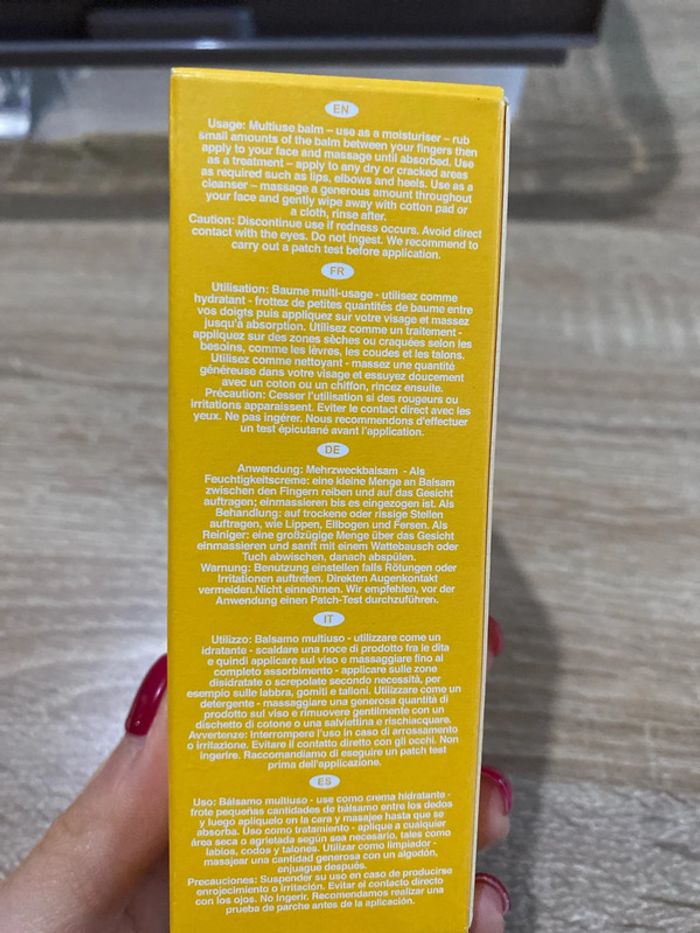 EN
Usage: Multiuse balm – use as a moisturiser – rub
small amounts of the balm between your fingers then
apply to your face and massage until absorbed. Use
as a treatment – apply to any dry or cracked areas
as required such as lips, elbows and heels. Use as a
cleanser – massage a generous amount throughout
your face and gently wipe away with cotton pad or
a cloth, rinse after.
Caution: Discontinue use if redness occurs. Avoid direct
contact with the eyes. Do not ingest. We recommend to
carry out a patch test before application.
FR
Utilisation: Baume multi-usage - utilisez comme
hydratant - frottez de petites quantités de baume entre
vos doigts puis appliquez sur votre visage et massez
jusqu'à absorption. Utilisez comme un traitement -
appliquez sur des zones sèches ou craquées selon les
besoins, comme les lèvres, les coudes et les talons.
Utilisez comme nettoyant - massez une quantité
généreuse dans votre visage et essuyez doucement
avec un coton ou un chiffon, rincez ensuite.
Précaution: Cesser l'utilisation si des rougeurs ou
irritations apparaissent. Eviter le contact direct avec les
yeux. Ne pas ingérer. Nous recommendons d'effectuer
un test épicutané avant l'application.
DE
Anwendung: Mehrzweckbalsam - Als
Feuchtigkeitscreme: eine kleine Menge an Balsam
zwischen den Fingern reiben und auf das Gesicht
auftragen; einmassieren bis es eingezogen ist. Als
Behandlung: auf trockene oder rissige Stellen
auftragen, wie Lippen, Ellbogen und Fersen. Als
Reiniger: eine großzügige Menge über das Gesicht
einmassieren und sanft mit einem Wattebausch oder
Tuch abwischen, danach abspülen.
Warnung: Benutzung einstellen falls Rötungen oder
Irritationen auftreten. Direkten Augenkontakt
vermeiden.Nicht einnehmen. Wir empfehlen, vor der
Anwendung einen Patch-Test durchzuführen.
IT
Utilizzo: Balsamo multiuso - utilizzare come un
idratante - scaldare una noce di prodotto fra le dita
e quindi applicare sul viso e massaggiare fino al
completo assorbimento - applicare sulle zone
disidratate o screpolate secondo necessità, per
esempio sulle labbra, gomiti e talloni. Utilizzare come un
detergente - massaggiare una generosa quantità di
prodotto sul viso e rimuovere gentilmente con un
dischetto di cotone o una salviettina e rischiacquare.
Avvertenze: Interrompere l'uso in caso di arrossamento
o irritazione. Evitare il contatto diretto con gli occhi. Non
ingerire. Raccomandiamo di eseguire un patch test
prima dell'applicazione.
ES
Uso: Bálsamo multiuso - use como crema hidratante -
frote pequeñas cantidades de bálsamo entre los dedos
y luego aplíquelo en la cara y masajee hasta que se
absorba. Uso como tratamiento - aplique a cualquier
área seca o agrietada según sea necesario, tales como
labios, codos y talones. Utilizar como limpiador -
masajear una cantidad generosa con un algodón,
enjuague después.
Precauciones: Suspender su uso en caso de producirse
enrojecimiento o irritación. Evitar el contacto directo
con los ojos. No ingerir. Recomendamos realizar una
prueba de parche antes de la aplicación.